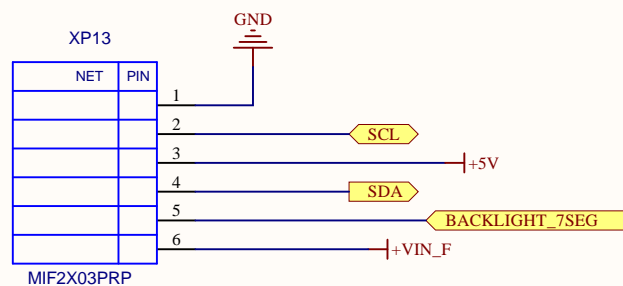 GND
XP13
NET PIN
1
2 SCL
3 +5V
4 SDA
5 BACKLIGHT_7SEG
6 +VIN_F
MIF2X03PRP